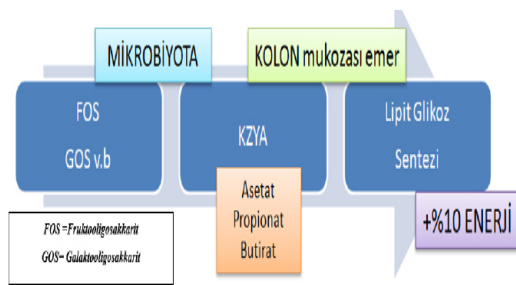 MİKROBİYOTA
KOLON mukozası emer
FOS
GOS v.b
KZYA
Lipit Glikoz
Sentezi
Asetat
Propionat
Butirat
+%10 ENERJİ
FOS =Fruktooligosakkarit
GOS= Galaktooligosakkarit